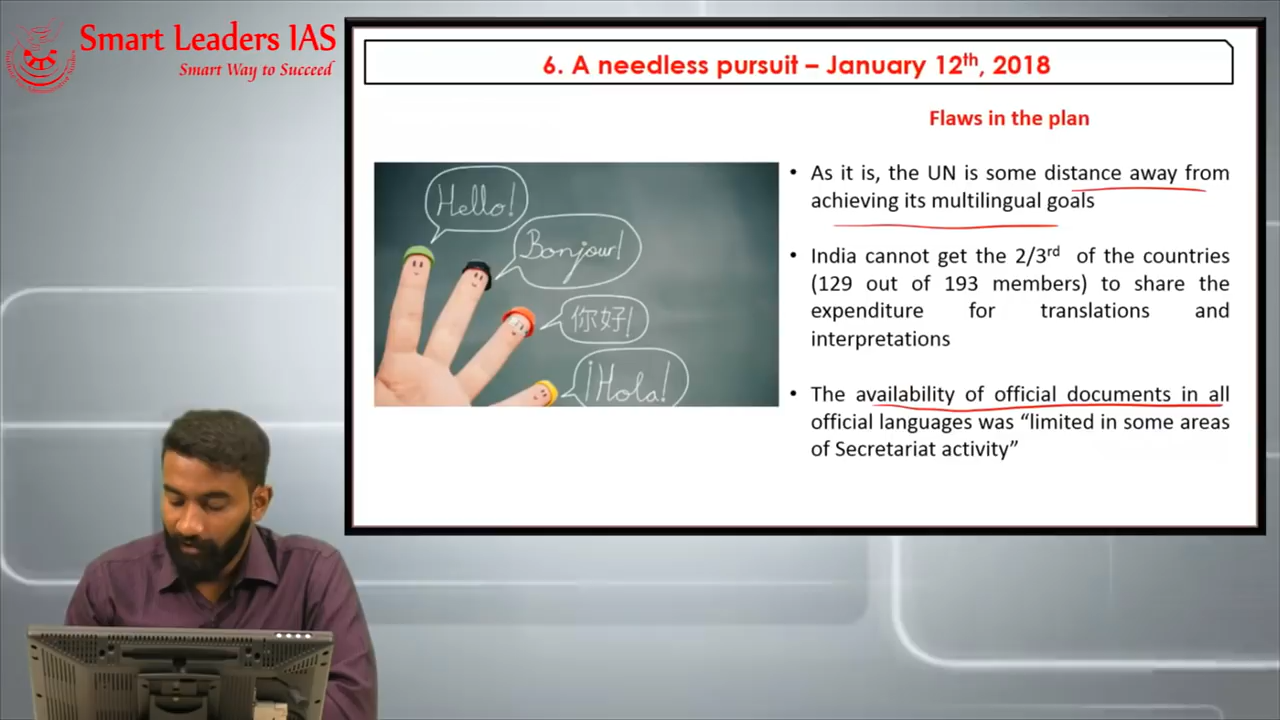 Smart Leaders IAS
Smart Way to Succeed
6. A needless pursuit – January 12th, 2018
Flaws in the plan
• As it is, the UN is some distance away from
achieving its multilingual goals
• India cannot get the 2/3rd of the countries
(129 out of 193 members) to share the
expenditure for translations and
interpretations
• The availability of official documents in all
official languages was “limited in some areas
of Secretariat activity”
Hello!
Bonjour!
你好!
¡Hola!